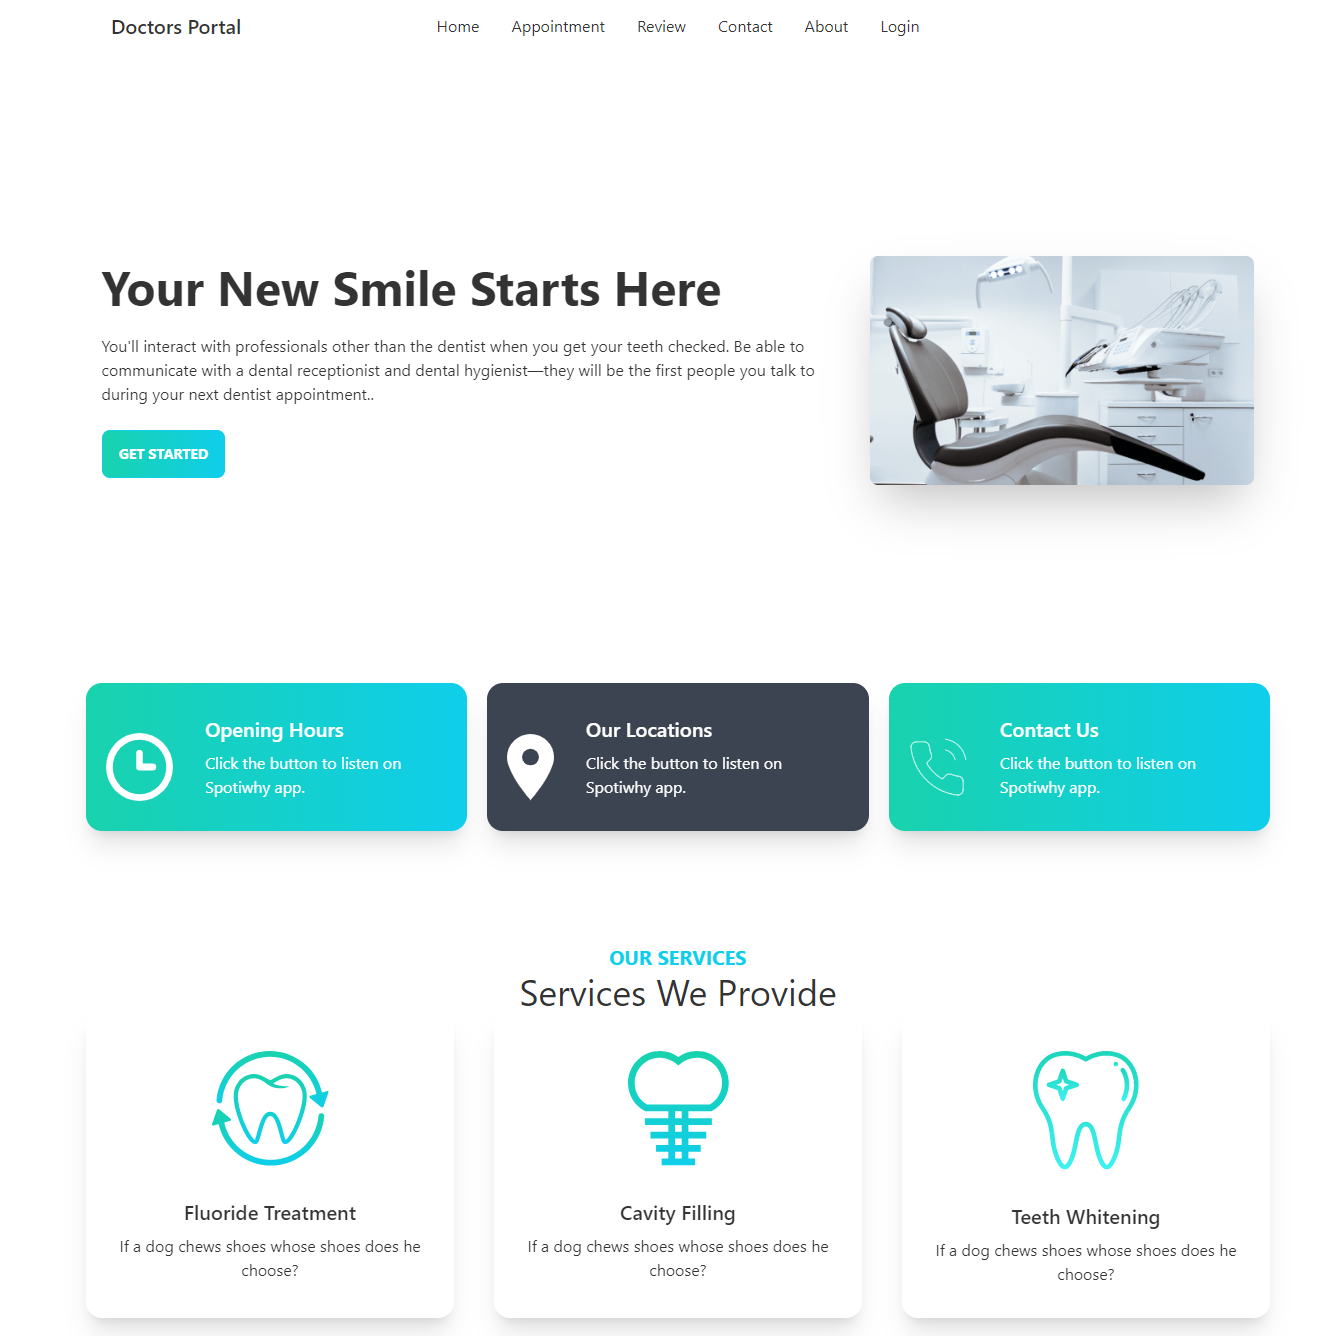 Doctors Portal
Home Appointment Review Contact About Login
Your New Smile Starts Here
You'll interact with professionals other than the dentist when you get your teeth checked. Be able to
communicate with a dental receptionist and dental hygienist—they will be the first people you talk to
during your next dentist appointment..
GET STARTED
Opening Hours
Click the button to listen on
Spotiwhy app.
Our Locations
Click the button to listen on
Spotiwhy app.
Contact Us
Click the button to listen on
Spotiwhy app.
OUR SERVICES
Services We Provide
Fluoride Treatment
If a dog chews shoes whose shoes does he
choose?
Cavity Filling
If a dog chews shoes whose shoes does he
choose?
Teeth Whitening
If a dog chews shoes whose shoes does he
choose?